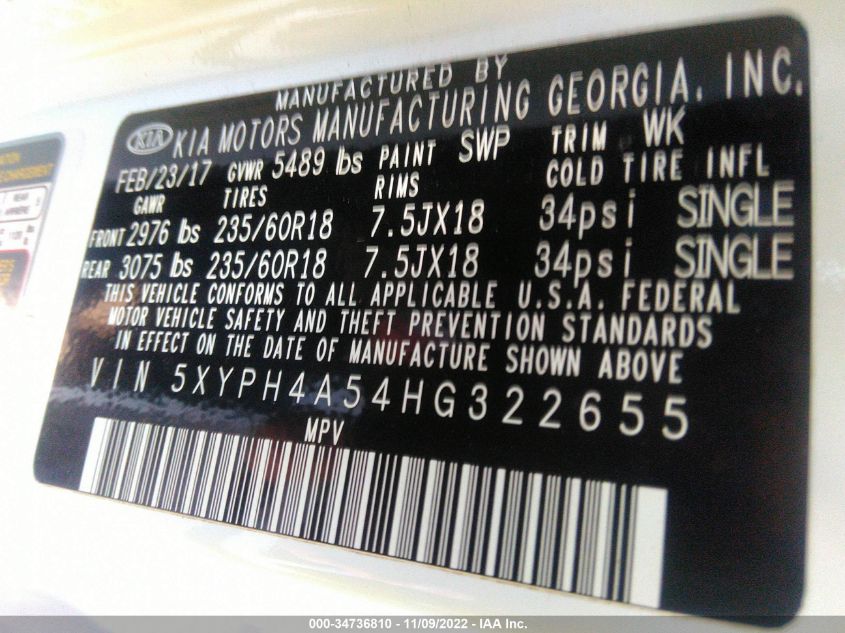 MANUFACTURED BY
KIA KIA MOTORS MANUFACTURING GEORGIA, INC.
FEB/23/17 GVWR 5489 lbs PAINT SWP TRIM WK
GAWR TIRES RIMS COLD TIRE INFL
FRONT 2976 lbs 235/60R18 7.5JX18 34psi SINGLE
REAR 3075 lbs 235/60R18 7.5JX18 34psi SINGLE
THIS VEHICLE CONFORMS TO ALL APPLICABLE U.S.A. FEDERAL
MOTOR VEHICLE SAFETY AND THEFT PREVENTION STANDARDS
IN EFFECT ON THE DATE OF MANUFACTURE SHOWN ABOVE
VIN 5XYPH4A54HG322655
MPV
000-34736810 - 11/09/2022 - IAA Inc.